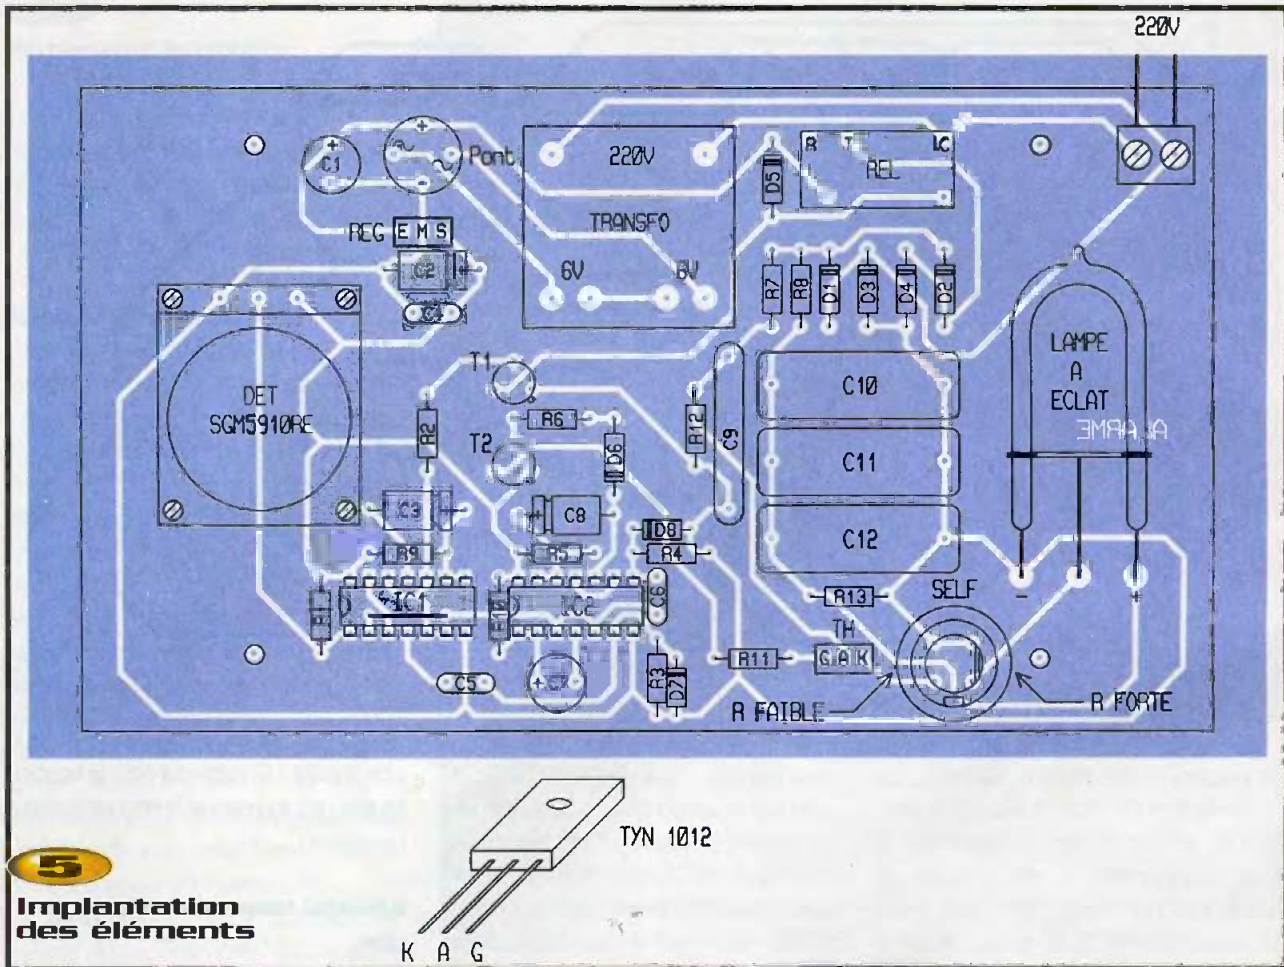 220V
C1
Pont
220V
R T LC
REL
D5
REG
E M S
TRANSFO
C2
6V
6V
R7
R8
D1
D3
D4
D2
C4
DET
SGM5910RE
T1
R2
R6
T2
D6
R12
C9
C10
C11
C12
LAMPE
A
ECLAT
ALARME
C3
C8
D8
R9
R5
R4
R1
IC1
R10
IC2
C6
R13
SELF
-
+
TH
G A K
C5
C7
R3
D7
R11
R FAIBLE
R FORTE
TYN 1012
K A G
5
Implantation
des éléments